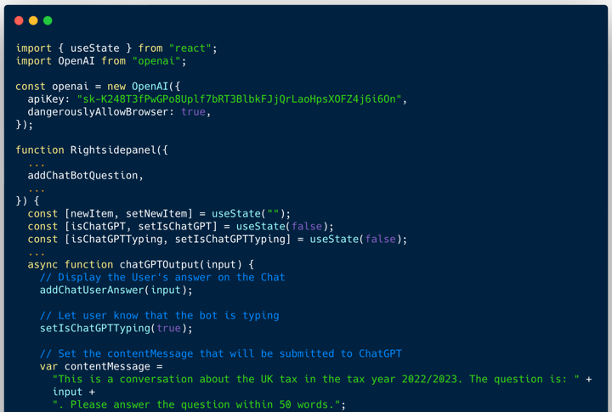 import { useState } from "react";
import OpenAI from "openai";
const openai = new OpenAI({
apiKey: "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",
dangerouslyAllowBrowser: true,
});
function Rightsidepanel({
...
addChatBotQuestion,
...
}) {
const [newItem, setNewItem] = useState("");
const [isChatGPT, setIsChatGPT] = useState(false);
const [isChatGPTTyping, setIsChatGPTTyping] = useState(false);
...
async function chatGPTOutput(input) {
// Display the User's answer on the Chat
addChatUserAnswer(input);
// Let user know that the bot is typing
setIsChatGPTTyping(true);
// Set the contentMessage that will be submitted to ChatGPT
var contentMessage =
"This is a conversation about the UK tax in the tax year 2022/2023. The question is: " +
input +
". Please answer the question within 50 words.";